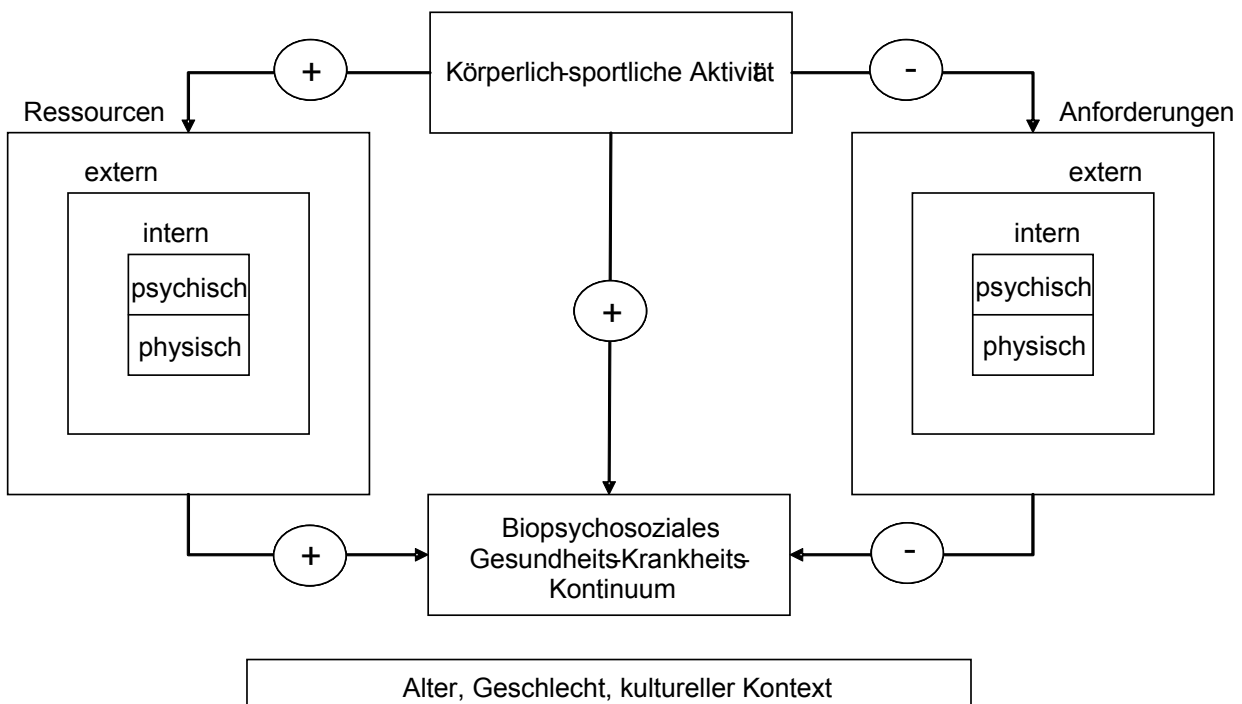 Körperlich-sportliche Aktivität
+
-
Ressourcen
Anforderungen
extern
intern
psychisch
physisch
extern
intern
psychisch
physisch
+
+
-
Biopsychosoziales
Gesundheits-Krankheits-
Kontinuum
Alter, Geschlecht, kultureller Kontext